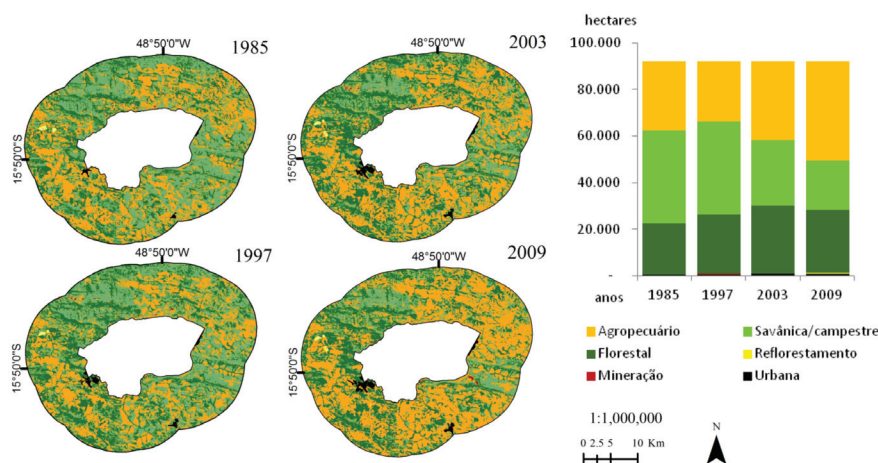 48°50'0"W
1985
15°50'0"S
48°50'0"W
2003
15°50'0"S
48°50'0"W
1997
15°50'0"S
48°50'0"W
2009
15°50'0"S
hectares
100.000
80.000
60.000
40.000
20.000
-
anos 1985 1997 2003 2009
Agropecuário Savânica/campestre
Florestal Reflorestamento
Mineração Urbana
1:1,000,000
0 2.5 5 10 Km
N